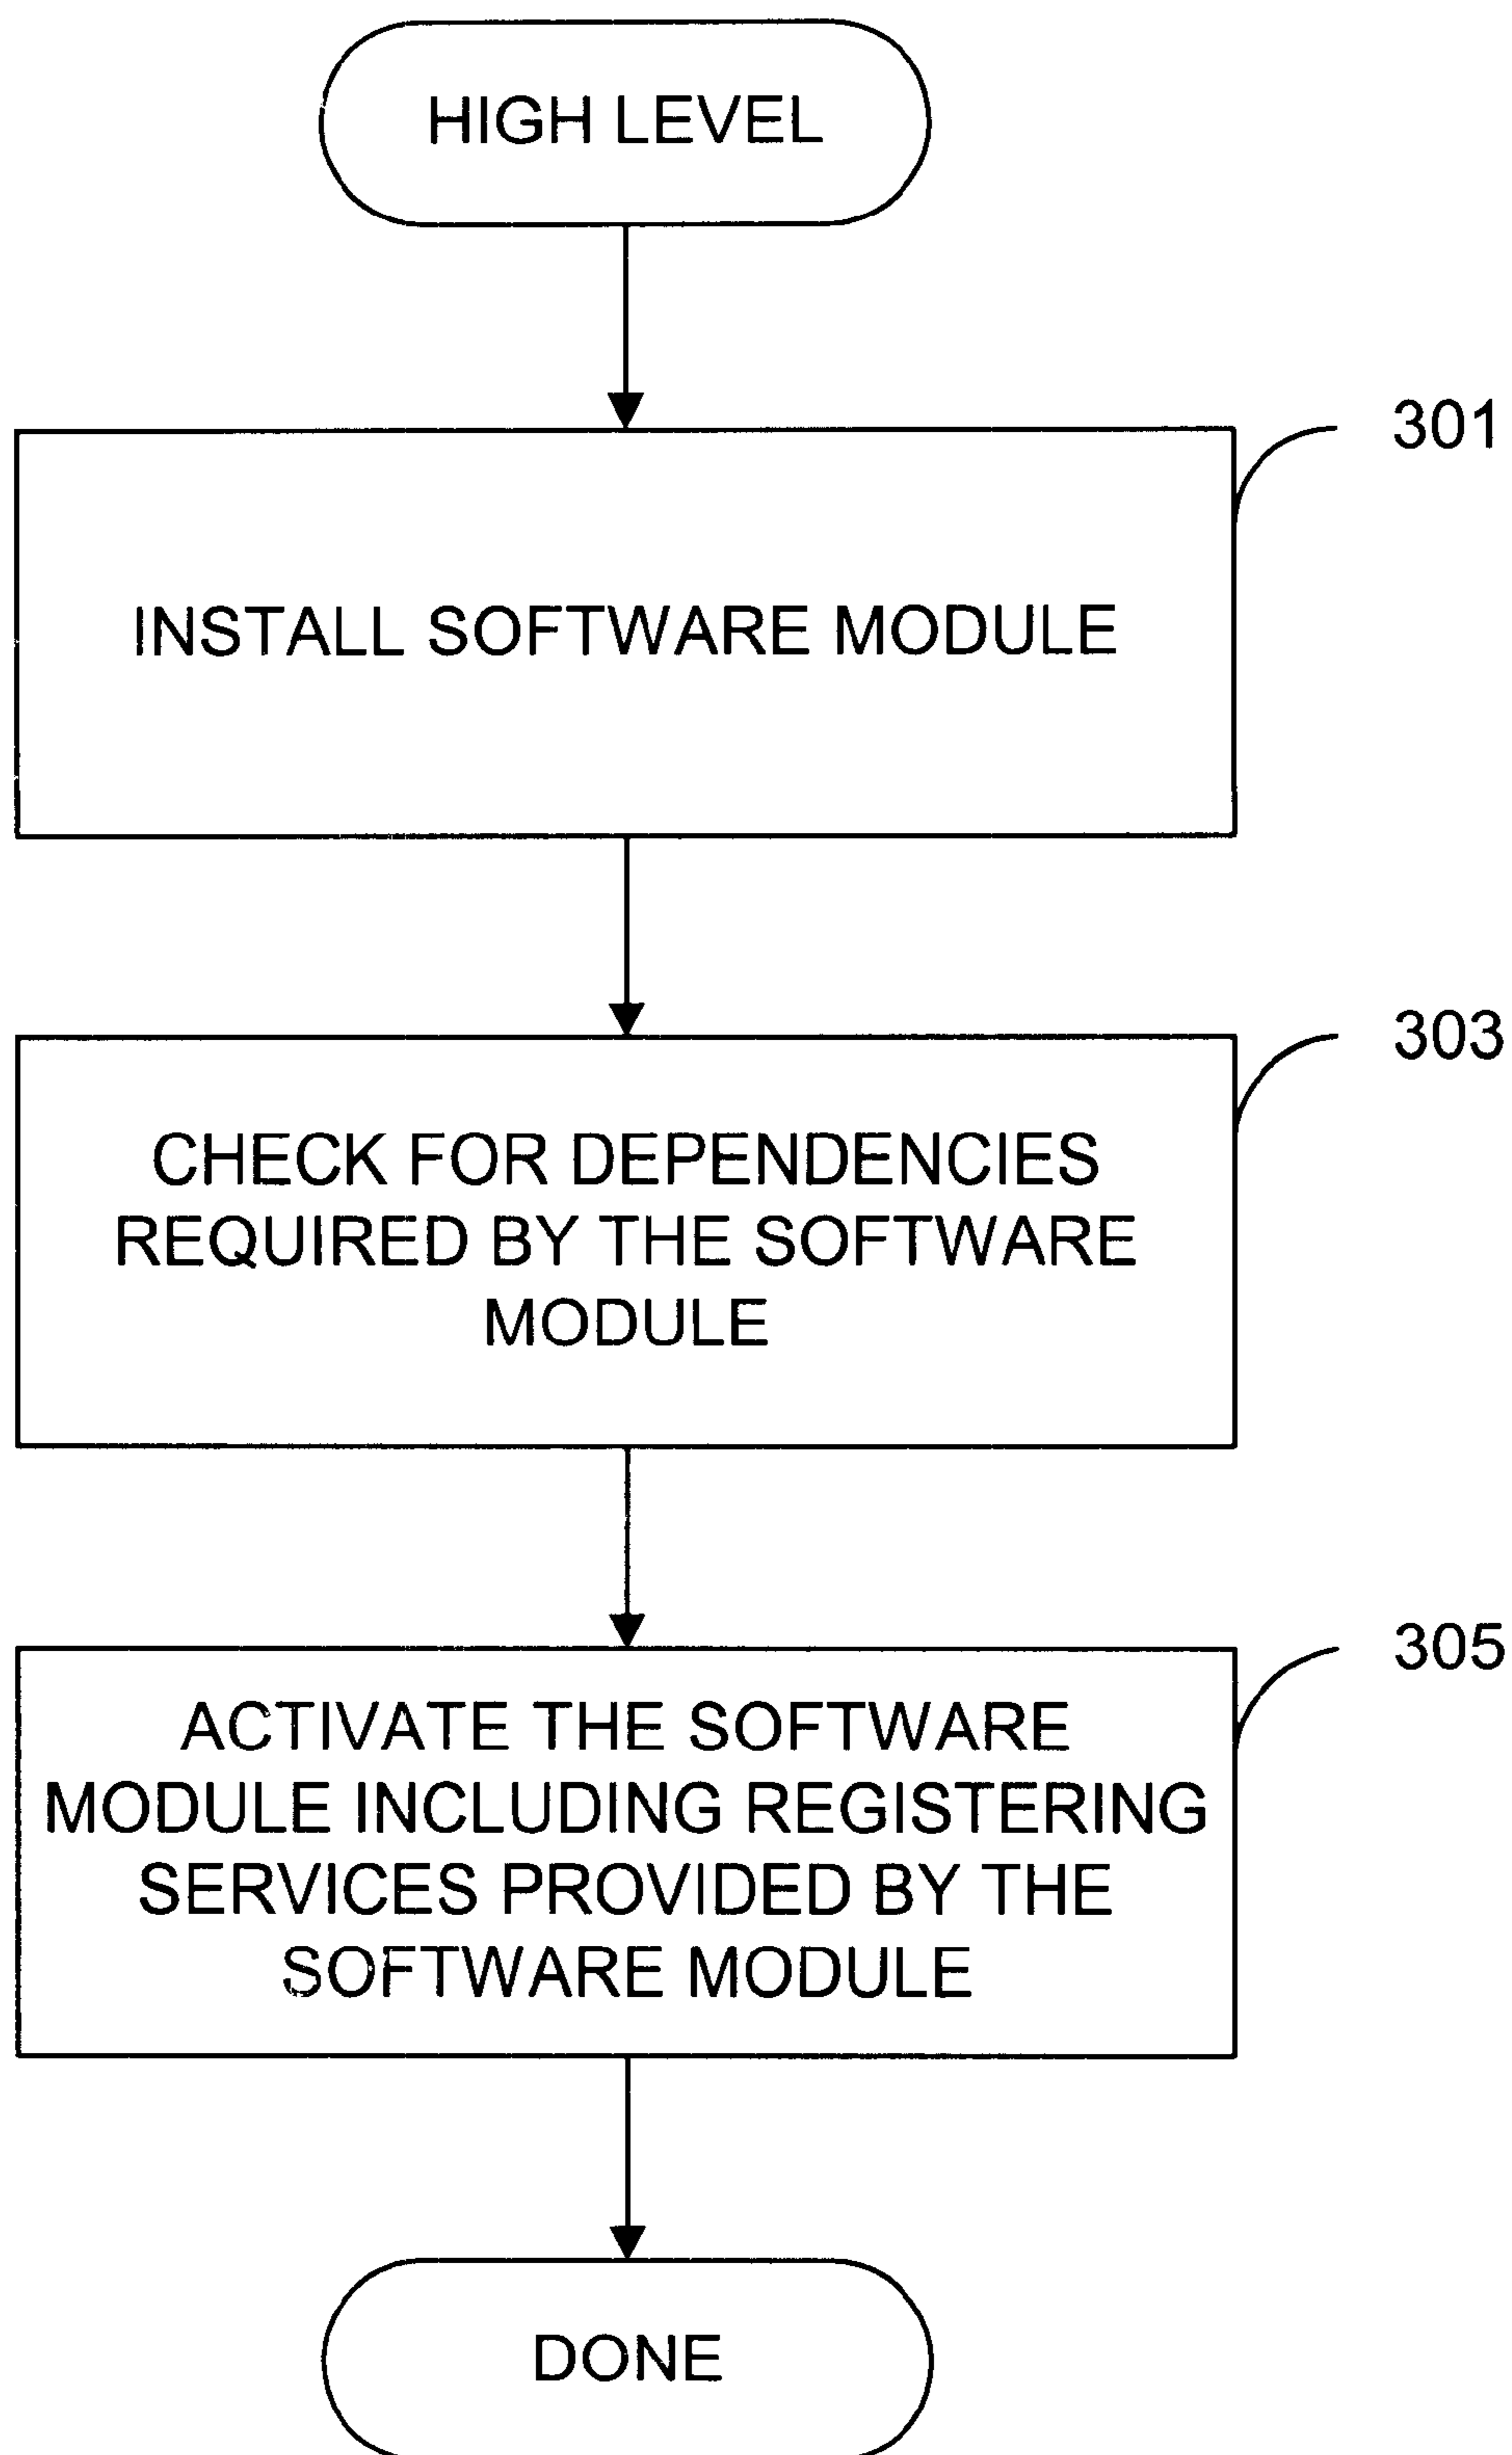 HIGH LEVEL
301
INSTALL SOFTWARE MODULE
303
CHECK FOR DEPENDENCIES
REQUIRED BY THE SOFTWARE
MODULE
305
ACTIVATE THE SOFTWARE
MODULE INCLUDING REGISTERING
SERVICES PROVIDED BY THE
SOFTWARE MODULE
DONE